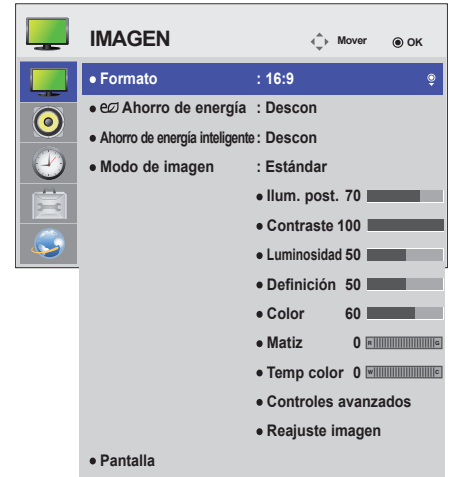 IMAGEN Mover OK
• Formato : 16:9
• e Ahorro de energía : Descon
• Ahorro de energía inteligente : Descon
• Modo de imagen : Estándar
• Ilum. post. 70
• Contraste 100
• Luminosidad 50
• Definición 50
• Color 60
• Matiz 0 R G
• Temp color 0 W C
• Controles avanzados
• Reajuste imagen
• Pantalla